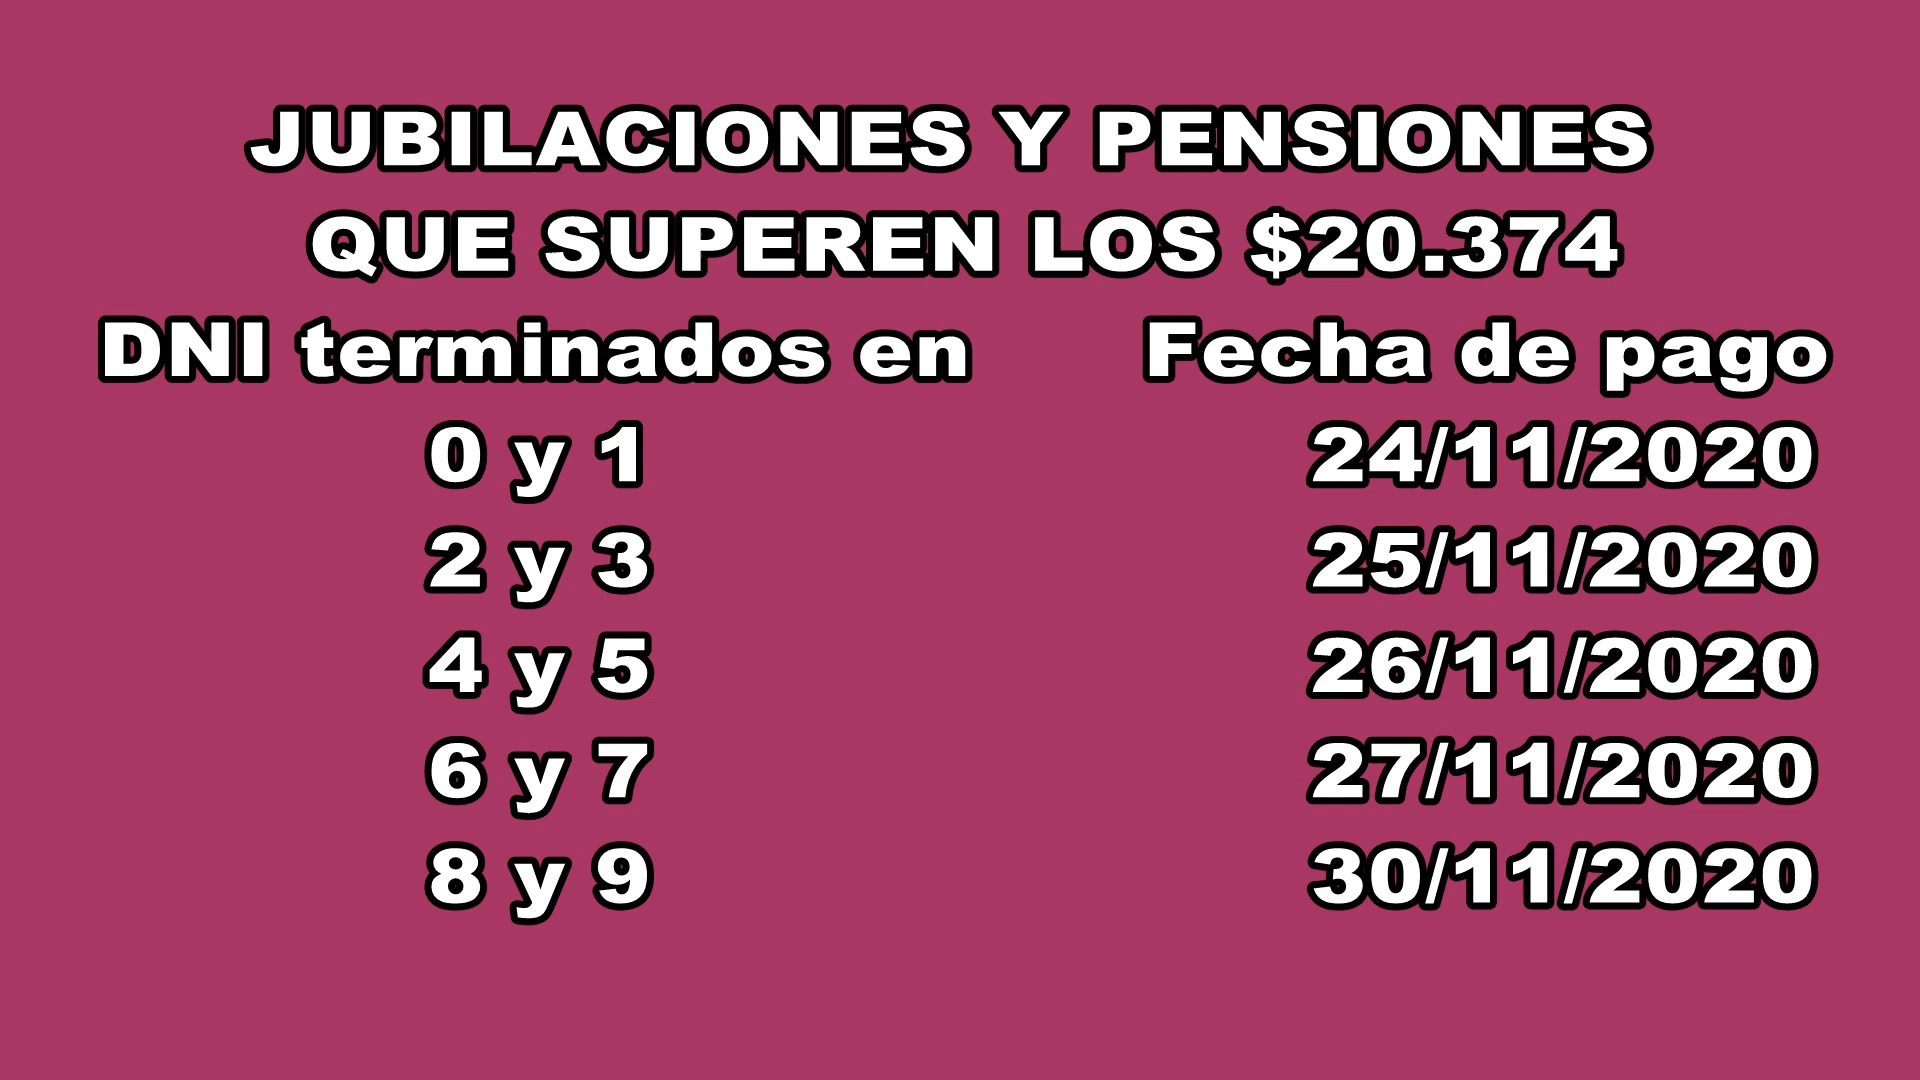 JUBILACIONES Y PENSIONES
QUE SUPEREN LOS $20.374
DNI terminados en Fecha de pago
0 y 1 24/11/2020
2 y 3 25/11/2020
4 y 5 26/11/2020
6 y 7 27/11/2020
8 y 9 30/11/2020